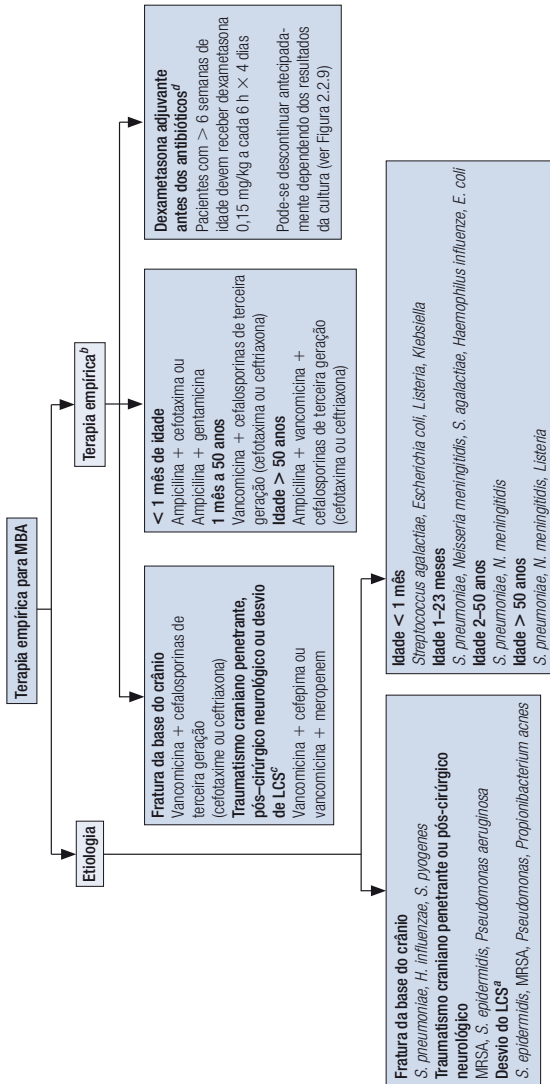 Terapia empírica para MBA
Etiologia
Terapia empírica^b
Fratura da base do crânio
Vancomicina + cefalosporinas de
terceira geração
(cefotaxime ou ceftriaxona)
Traumatismo craniano penetrante,
pós–cirúrgico neurológico ou desvio
de LCS^c
Vancomicina + cefepima ou
vancomicina + meropenem
< 1 mês de idade
Ampicilina + cefotaxima ou
Ampicilina + gentamicina
1 mês a 50 anos
Vancomicina + cefalosporinas de terceira
geração (cefotaxima ou ceftriaxona)
Idade > 50 anos
Ampicilina + vancomicina +
cefalosporinas de terceira geração
(cefotaxima ou ceftriaxona)
Dexametasona adjuvante
antes dos antibióticos^d
Pacientes com > 6 semanas de
idade devem receber dexametasona
0,15 mg/kg a cada 6 h × 4 dias
Pode-se descontinuar antecipada-
mente dependendo dos resultados
da cultura (ver Figura 2.2.9)
Fratura da base do crânio
S. pneumoniae, H. influenzae, S. pyogenes
Traumatismo craniano penetrante ou pós-cirúrgico
neurológico
MRSA, S. epidermidis, Pseudomonas aeruginosa
Desvio do LCS^a
S. epidermidis, MRSA, Pseudomonas, Propionibacterium acnes
Idade < 1 mês
Streptococcus agalactiae, Escherichia coli, Listeria, Klebsiella
Idade 1–23 meses
S. pneumoniae, Neisseria meningitidis, S. agalactiae, Haemophilus influenze, E. coli
Idade 2–50 anos
S. pneumoniae, N. meningitidis
Idade > 50 anos
S. pneumoniae, N. meningitidis, Listeria